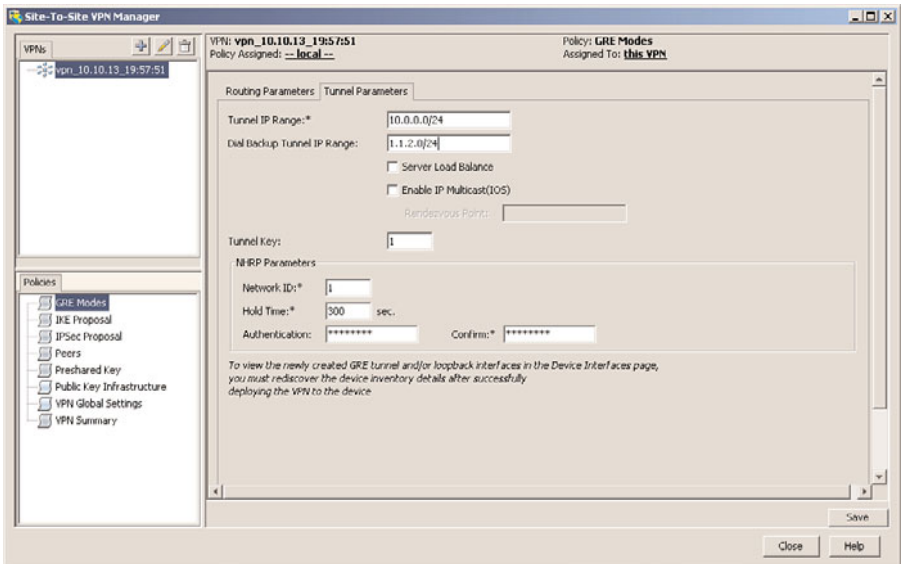 Site-To-Site VPN Manager
VPNs
vpn_10.10.13_19:57:51
VPN: vpn_10.10.13_19:57:51
Policy Assigned: -- local --
Policy: GRE Modes
Assigned To: this VPN
Routing Parameters Tunnel Parameters
Tunnel IP Range:* 10.0.0.0/24
Dial Backup Tunnel IP Range: 1.1.2.0/24
Server Load Balance
Enable IP Multicast(IOS)
Rendezvous Point:
Tunnel Key: 1
NHRP Parameters
Network ID:* 1
Hold Time:* 300 sec.
Authentication: ******** Confirm:* ********
To view the newly created GRE tunnel and/or loopback interfaces in the Device Interfaces page,
you must rediscover the device inventory details after successfully
deploying the VPN to the device
Policies
GRE Modes
IKE Proposal
IPSec Proposal
Peers
Preshared Key
Public Key Infrastructure
VPN Global Settings
VPN Summary
Save
Close Help